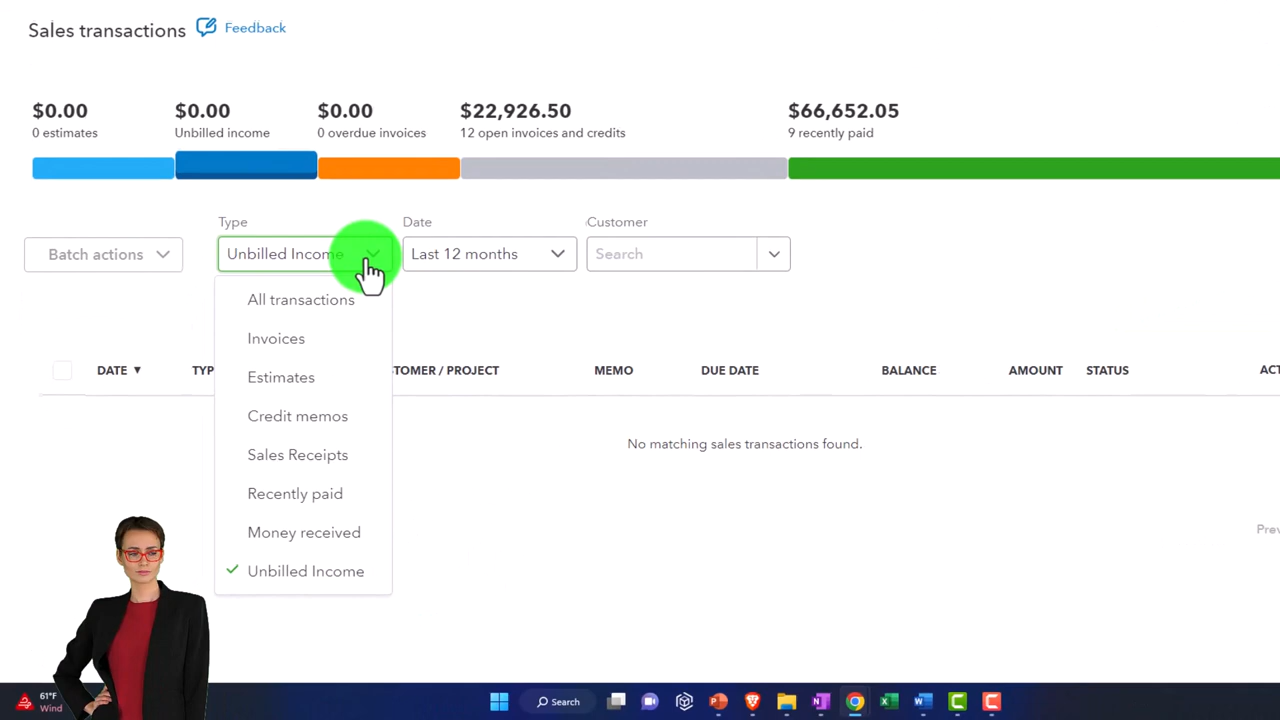 Sales transactions Feedback
$0.00 $0.00 $0.00 $22,926.50 $66,652.05
0 estimates Unbilled income 0 overdue invoices 12 open invoices and credits 9 recently paid
Type Date Customer
Batch actions Unbilled Income Last 12 months Search
All transactions
Invoices
DATE ▼ TYP STOMER / PROJECT MEMO DUE DATE BALANCE AMOUNT STATUS ACT
Estimates
Credit memos
No matching sales transactions found.
Sales Receipts
Recently paid
Money received
Prev
Unbilled Income
61°F
Wind
Search